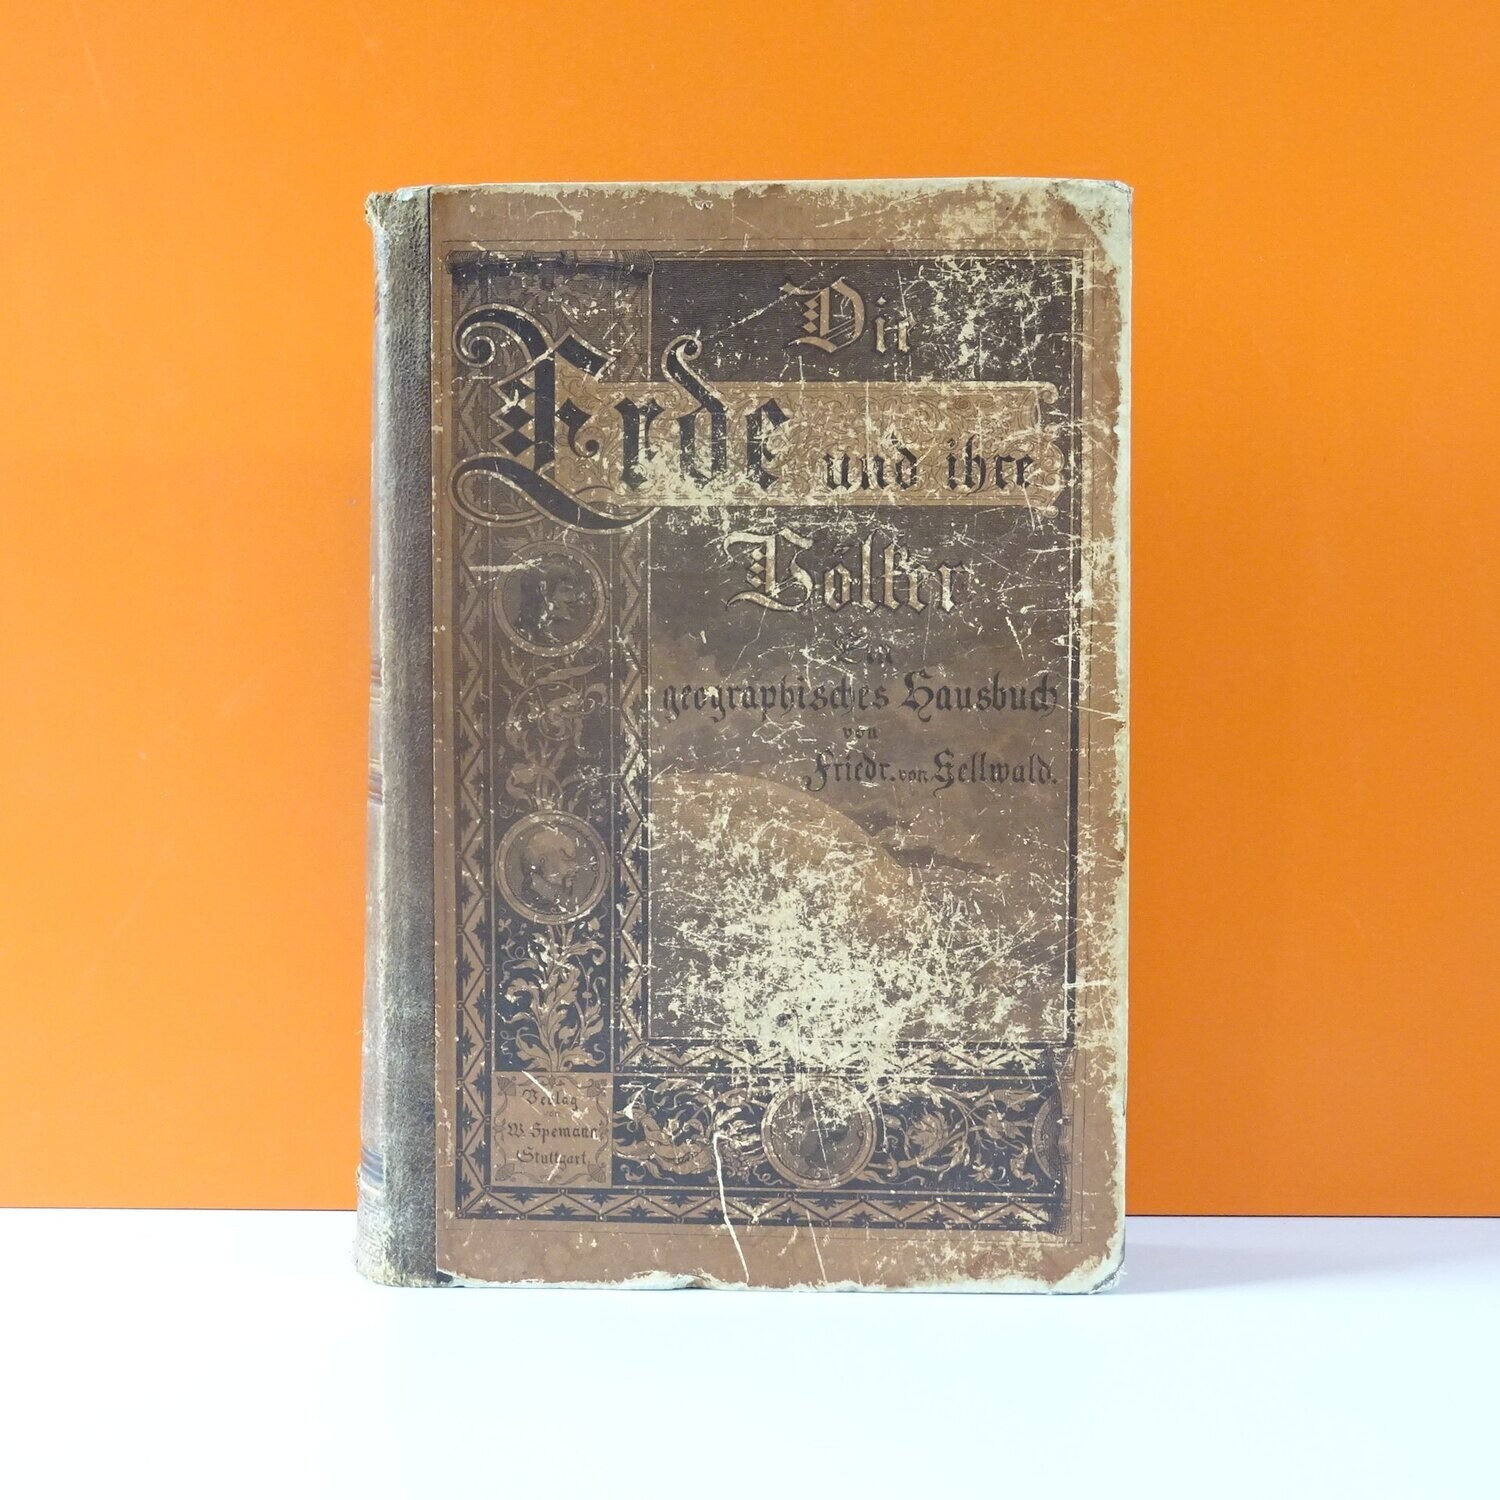 Die
Erde und ihre
Völker
Ein
geographisches Hausbuch
von
Friedr. von Hellwald.
Verlag
von
W. Spemann
Stuttgart.